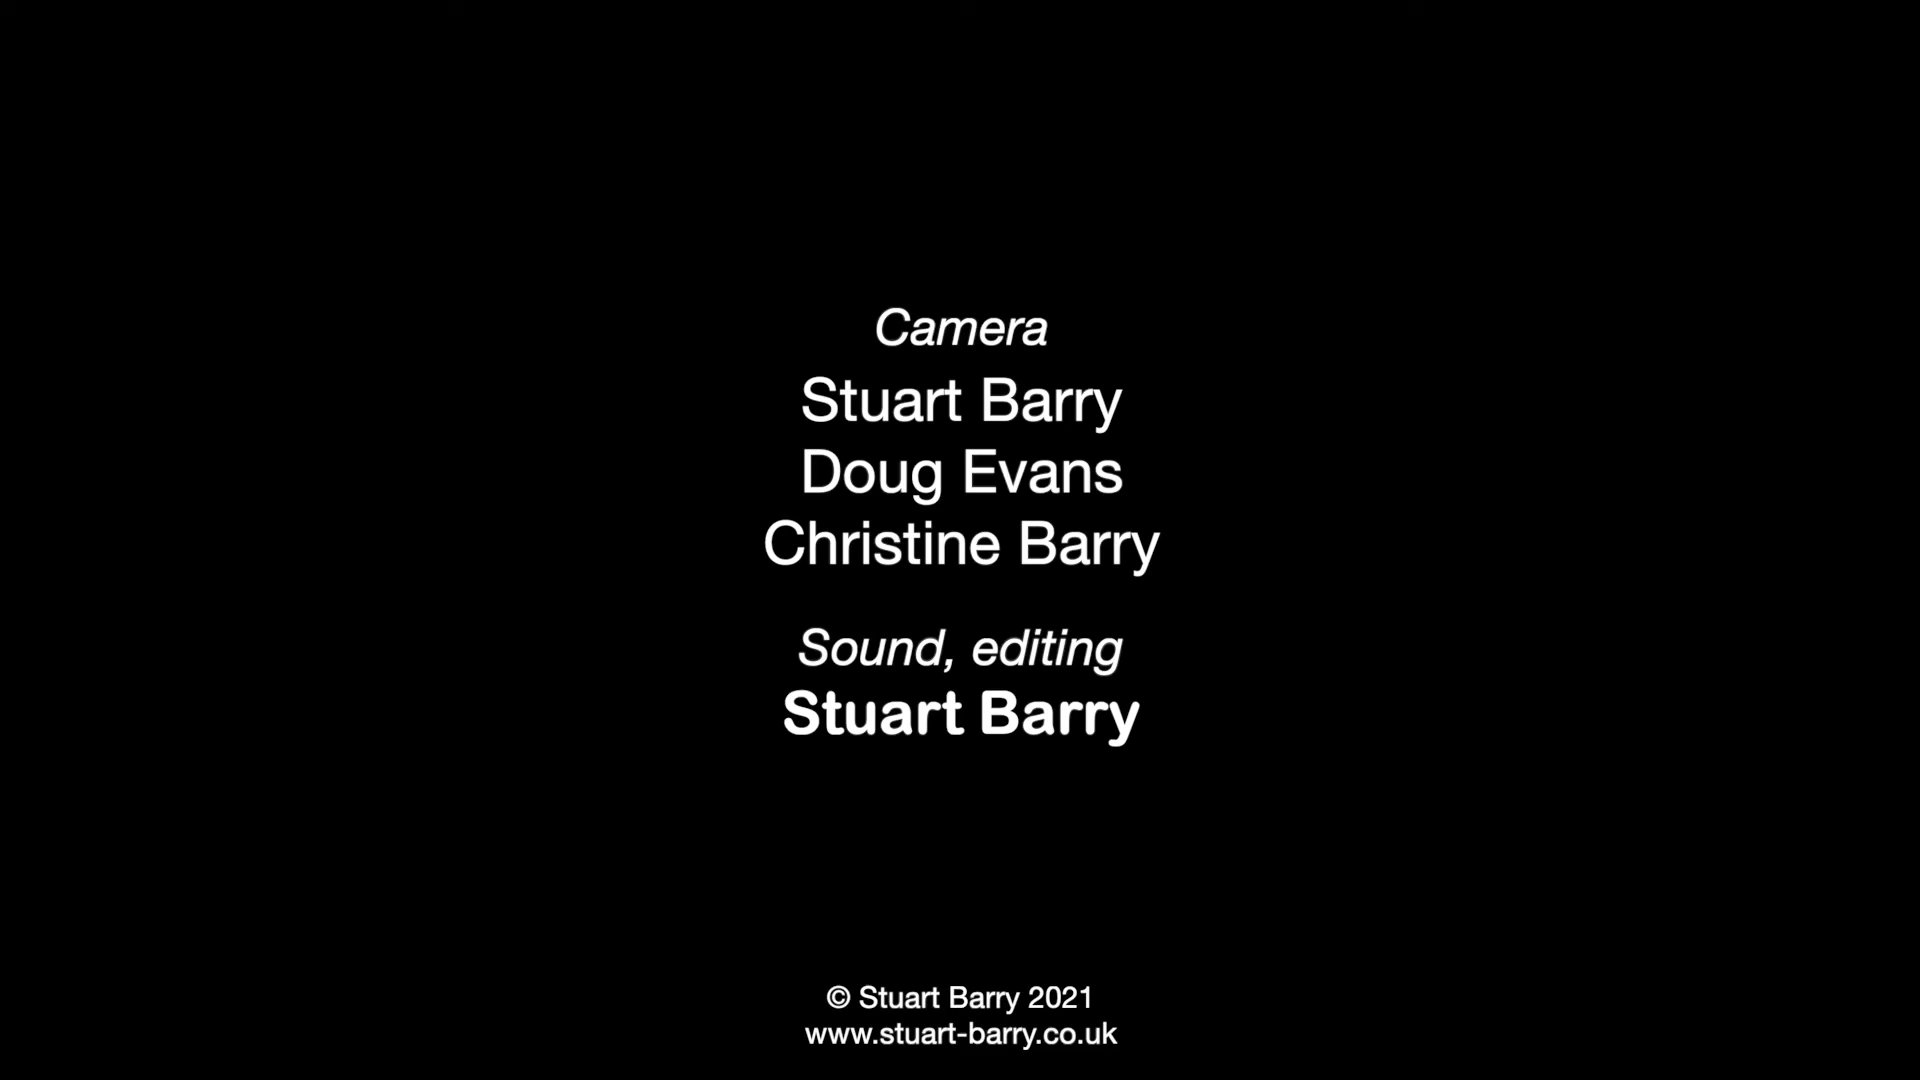 Camera
Stuart Barry
Doug Evans
Christine Barry
Sound, editing
Stuart Barry
© Stuart Barry 2021
www.stuart-barry.co.uk